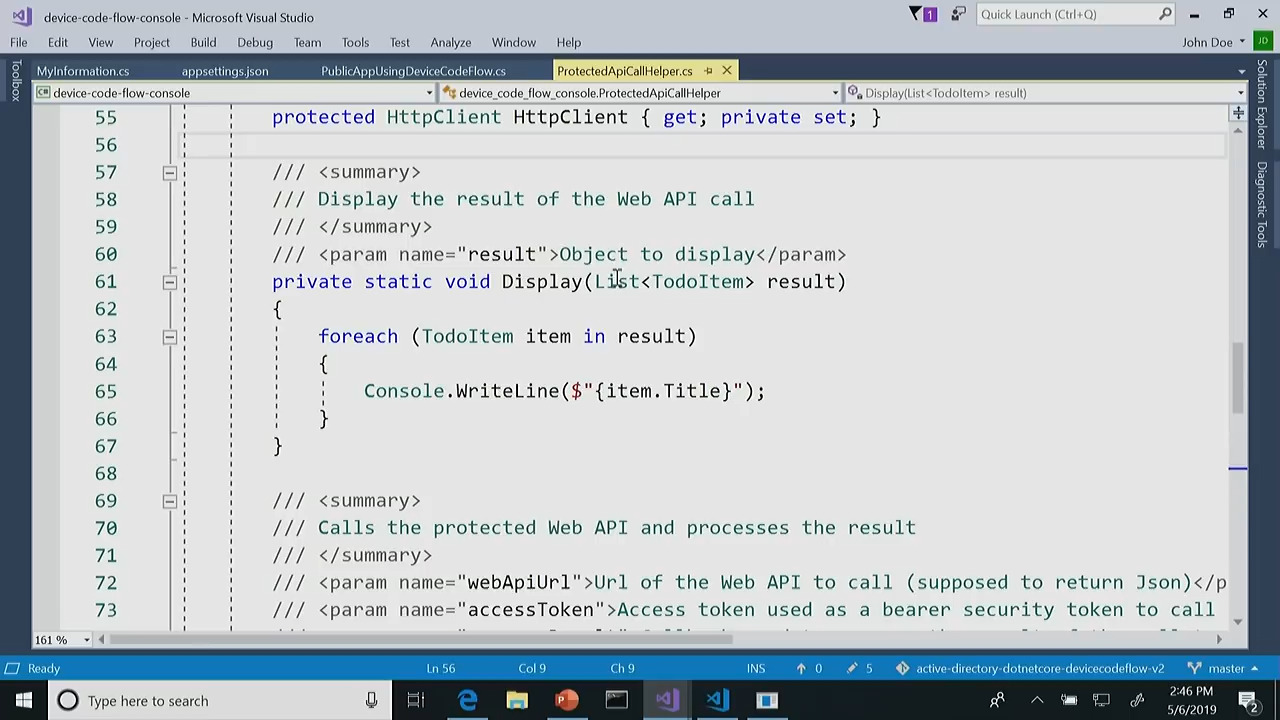 device-code-flow-console - Microsoft Visual Studio
1
Quick Launch (Ctrl+Q)
File Edit View Project Build Debug Team Tools Test Analyze Window Help
John Doe
JD
MyInformation.cs appsettings.json PublicAppUsingDeviceCodeFlow.cs ProtectedApiCallHelper.cs
device-code-flow-console
device_code_flow_console.ProtectedApiCallHelper
Display(List<TodoItem> result)
Toolbox
Solution Explorer
Diagnostic Tools
55 protected HttpClient HttpClient { get; private set; }
56
57 /// <summary>
58 /// Display the result of the Web API call
59 /// </summary>
60 /// <param name="result">Object to display</param>
61 private static void Display(List<TodoItem> result)
62 {
63 foreach (TodoItem item in result)
64 {
65 Console.WriteLine($"{item.Title}");
66 }
67 }
68
69 /// <summary>
70 /// Calls the protected Web API and processes the result
71 /// </summary>
72 /// <param name="webApiUrl">Url of the Web API to call (supposed to return Json)</p
73 /// <param name="accessToken">Access token used as a bearer security token to call
161 %
Ready
Ln 56 Col 9 Ch 9 INS
0
5
active-directory-dotnetcore-devicecodeflow-v2
master
Type here to search
2:46 PM
5/6/2019
2